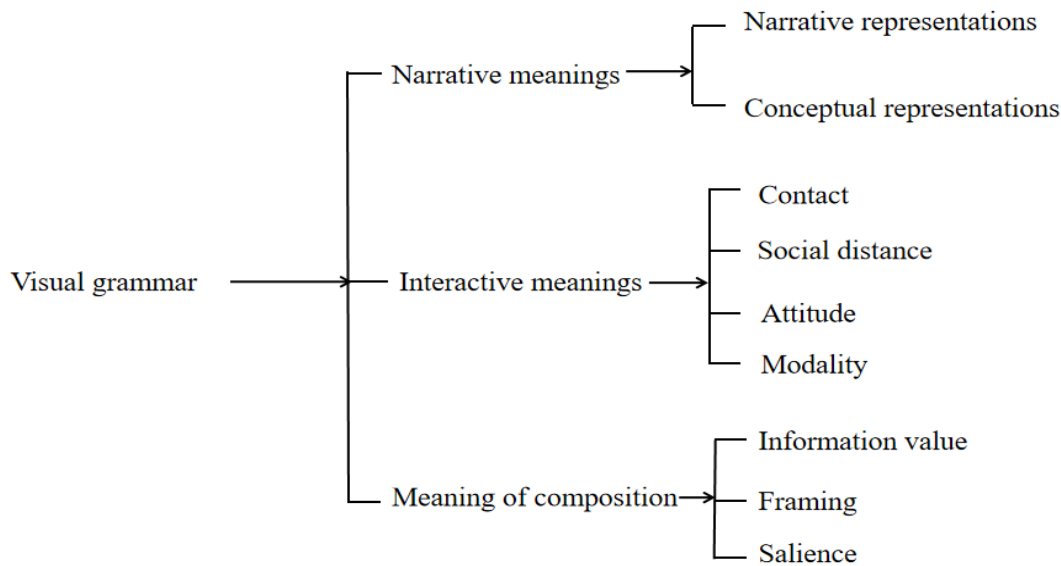 Visual grammar
Narrative meanings
Narrative representations
Conceptual representations
Interactive meanings
Contact
Social distance
Attitude
Modality
Meaning of composition
Information value
Framing
Salience